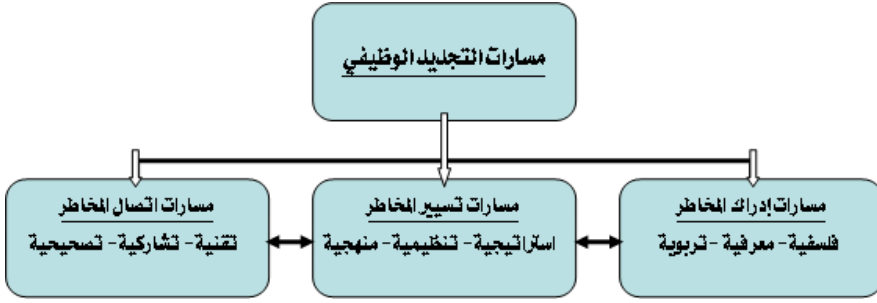 مسارات التجديد الوظيفي
مسارات إدراك المخاطر
فلسفية - معرفية - تربوية
مسارات تسيير المخاطر
استراتيجية - تنظيمية - منهجية
مسارات اتصال المخاطر
تقنية - تشاركية - تصحيحية